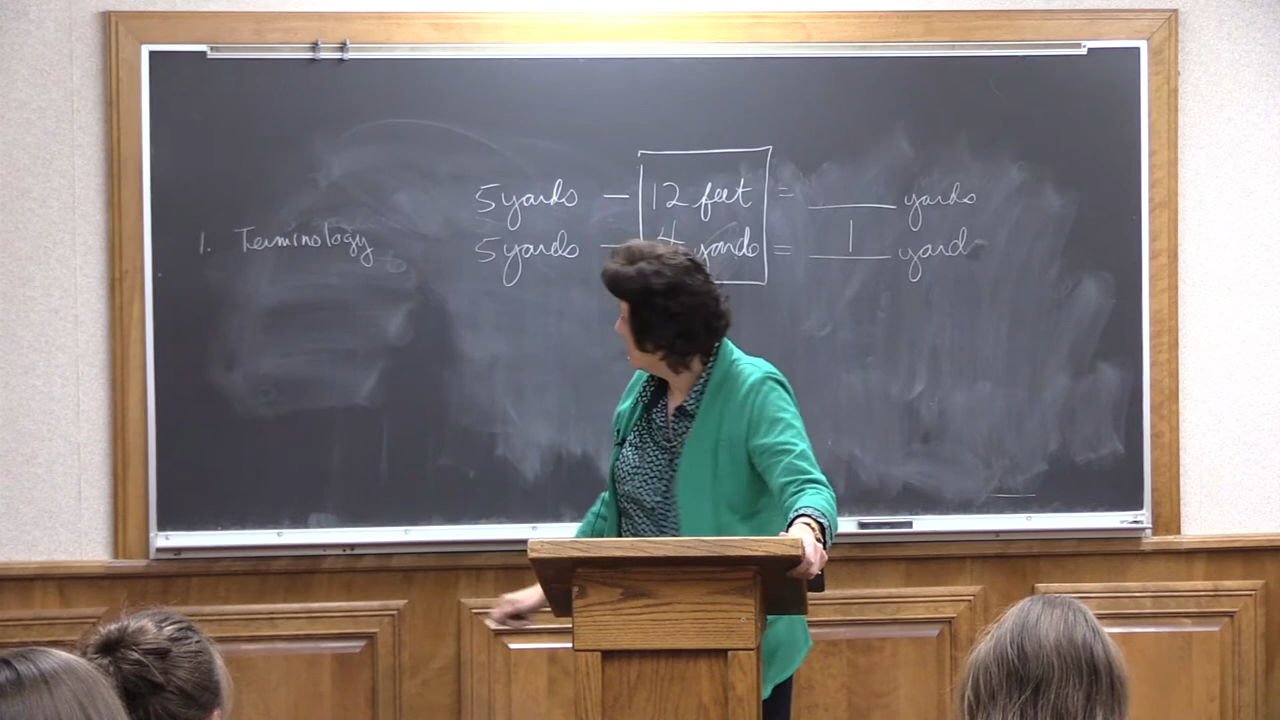 5 yards – 12 feet = ____ yards
1. Terminology
5 yards – 4 yards = 1 yard